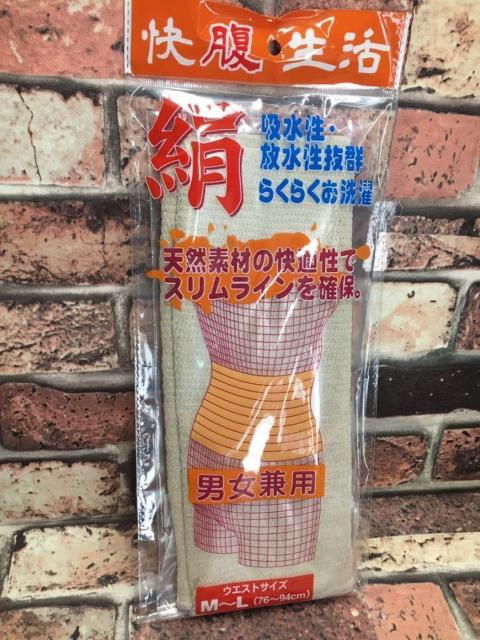 快腹生活
絹
吸水性・
放水性抜群
らくらくお洗濯
天然素材の快適性で
スリムラインを確保。
男女兼用
ウエストサイズ
M〜L(76〜94cm)